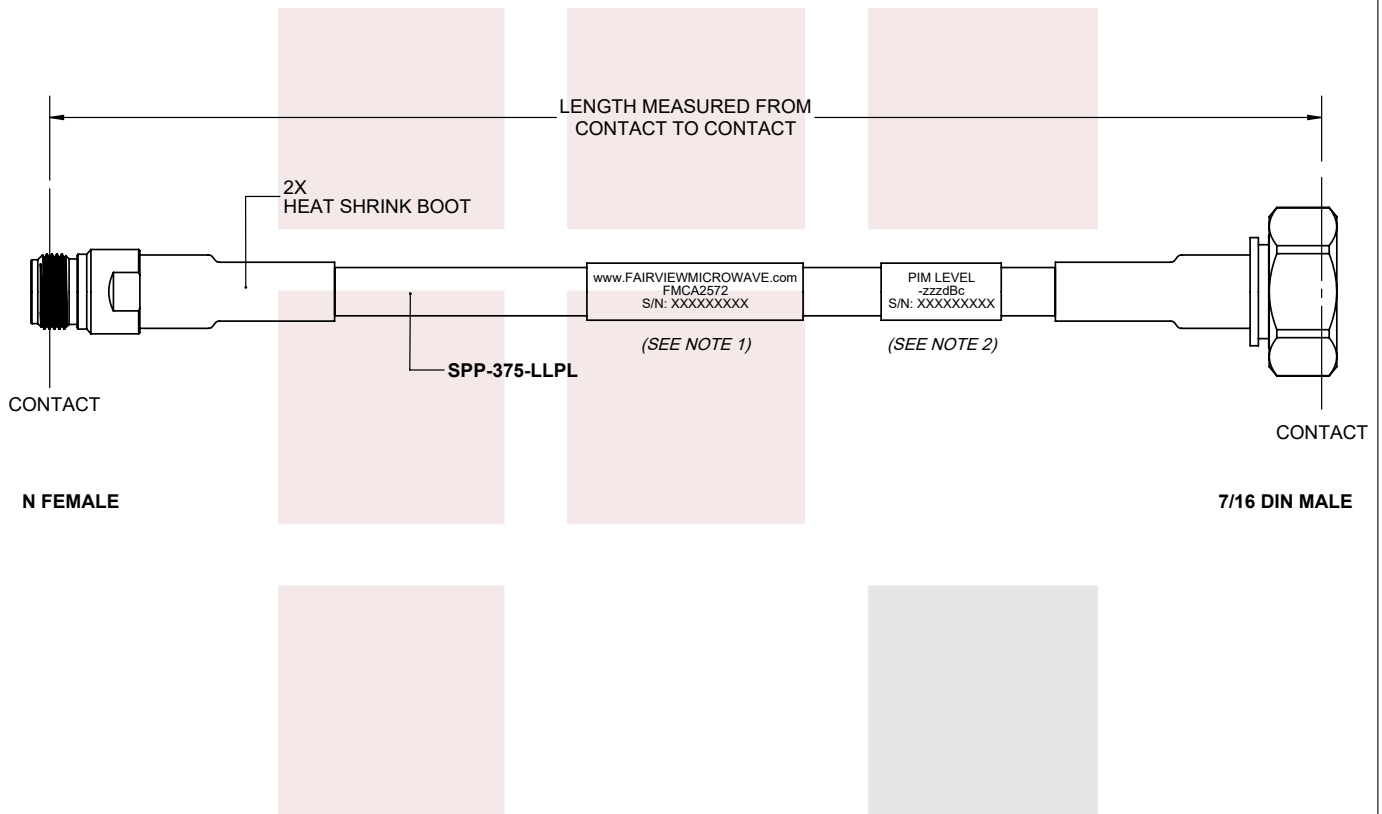 LENGTH MEASURED FROM
CONTACT TO CONTACT
2X
HEAT SHRINK BOOT
www.FAIRVIEWMICROWAVE.com
FMCA2572
S/N: XXXXXXXXX
PIM LEVEL
-zzzdBc
S/N: XXXXXXXXX
(SEE NOTE 1)
(SEE NOTE 2)
SPP-375-LLPL
CONTACT
CONTACT
N FEMALE
7/16 DIN MALE